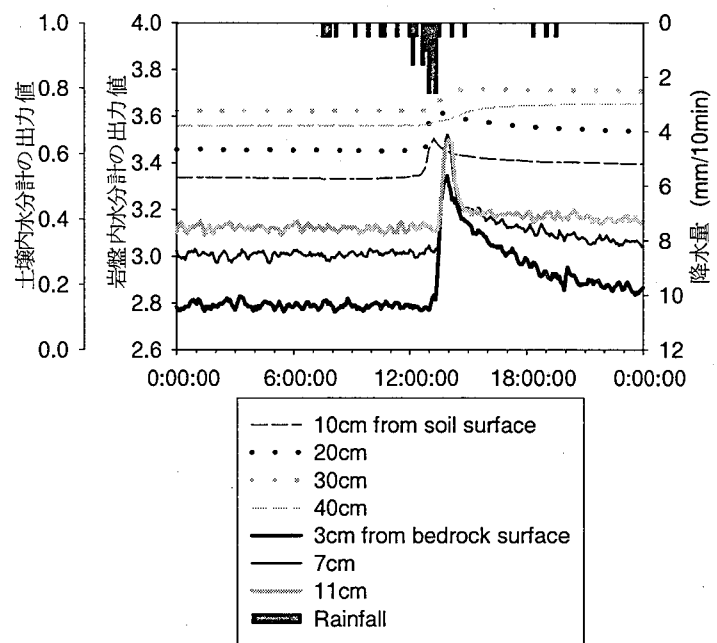 土壌内水分計の出力値
1.0
0.8
0.6
0.4
0.2
0.0
岩盤内水分計の出力値
4.0
3.8
3.6
3.4
3.2
3.0
2.8
2.6
0
2
4
6
8
10
12
降水量 (mm/10min)
0:00:00 6:00:00 12:00:00 18:00:00 0:00:00
10cm from soil surface
20cm
30cm
40cm
3cm from bedrock surface
7cm
11cm
Rainfall